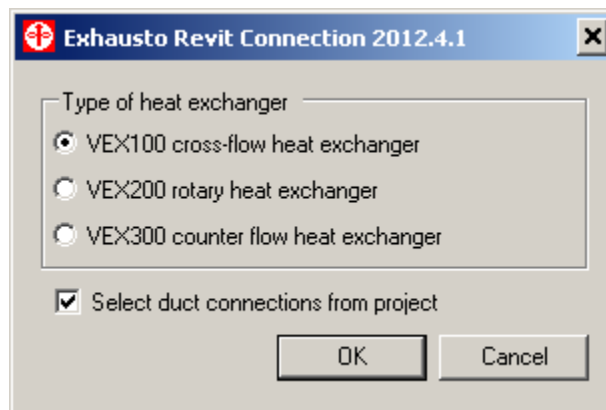 Exhausto Revit Connection 2012.4.1
Type of heat exchanger
VEX100 cross-flow heat exchanger
VEX200 rotary heat exchanger
VEX300 counter flow heat exchanger
Select duct connections from project
OK Cancel